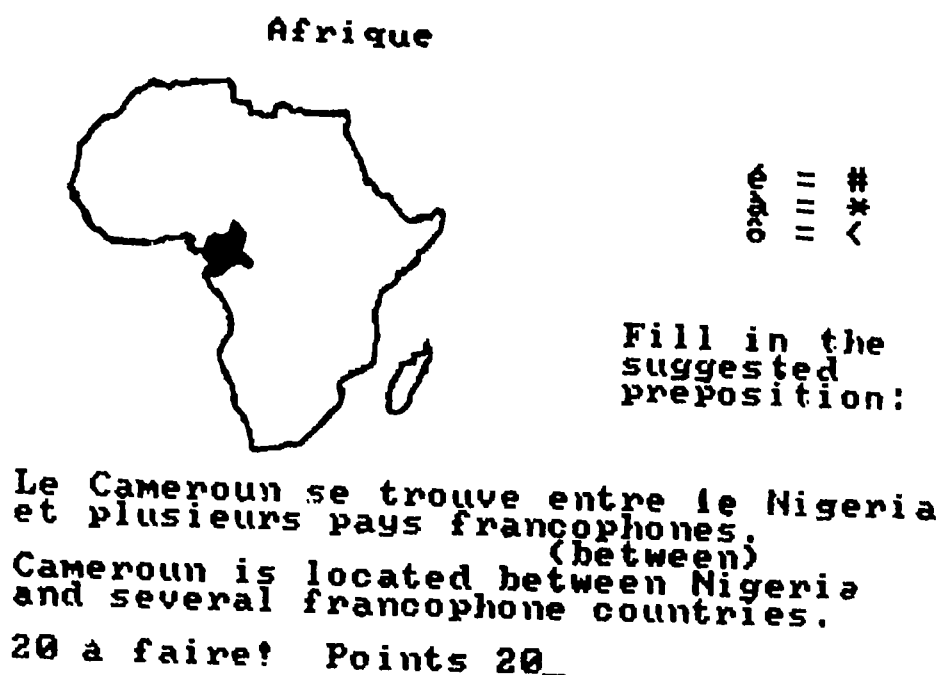 Afrique
= #
= *
= <
Fill in the
suggested
preposition:
Le Cameroun se trouve entre le Nigeria
et plusieurs pays francophones.
(between)
Cameroun is located between Nigeria
and several francophone countries.
20 à faire! Points 20_